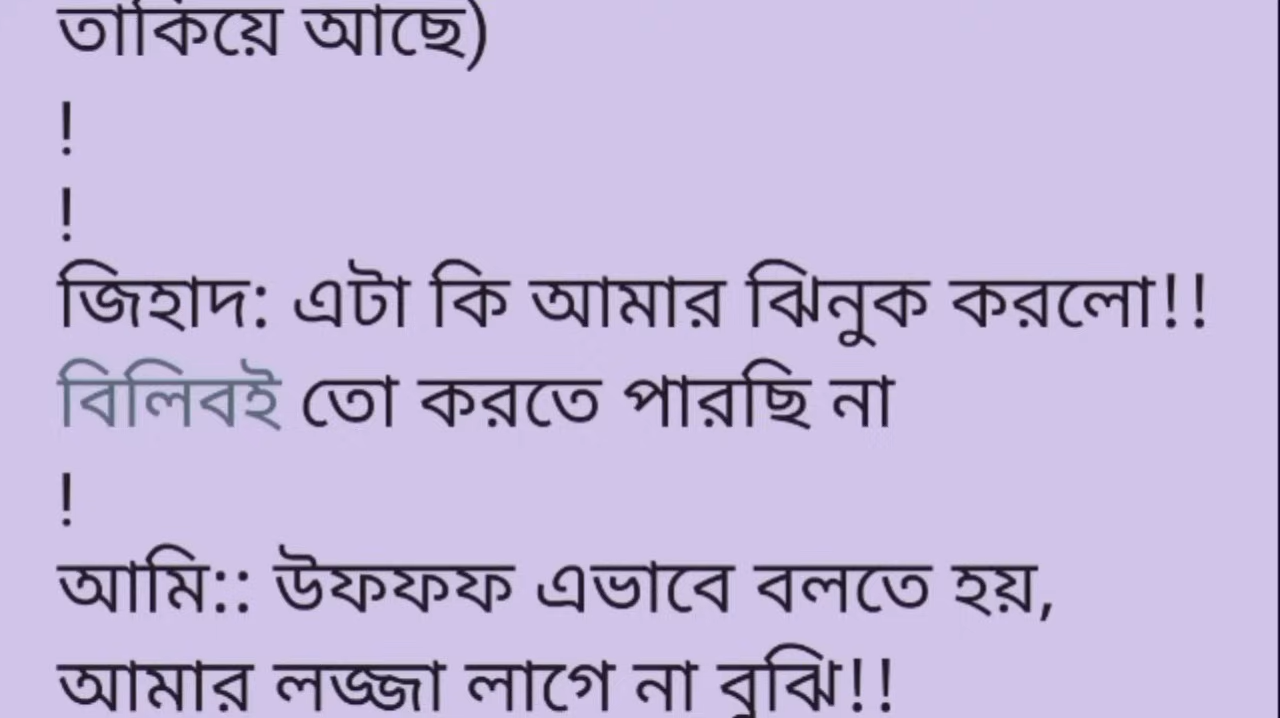 তাকিয়ে আছে)
!
!
জিহাদ: এটা কি আমার ঝিনুক করলো!!
বিলিবই তো করতে পারছি না
!
আমি:: উফফফ এভাবে বলতে হয়,
আমার লজ্জা লাগে না বুঝি!!